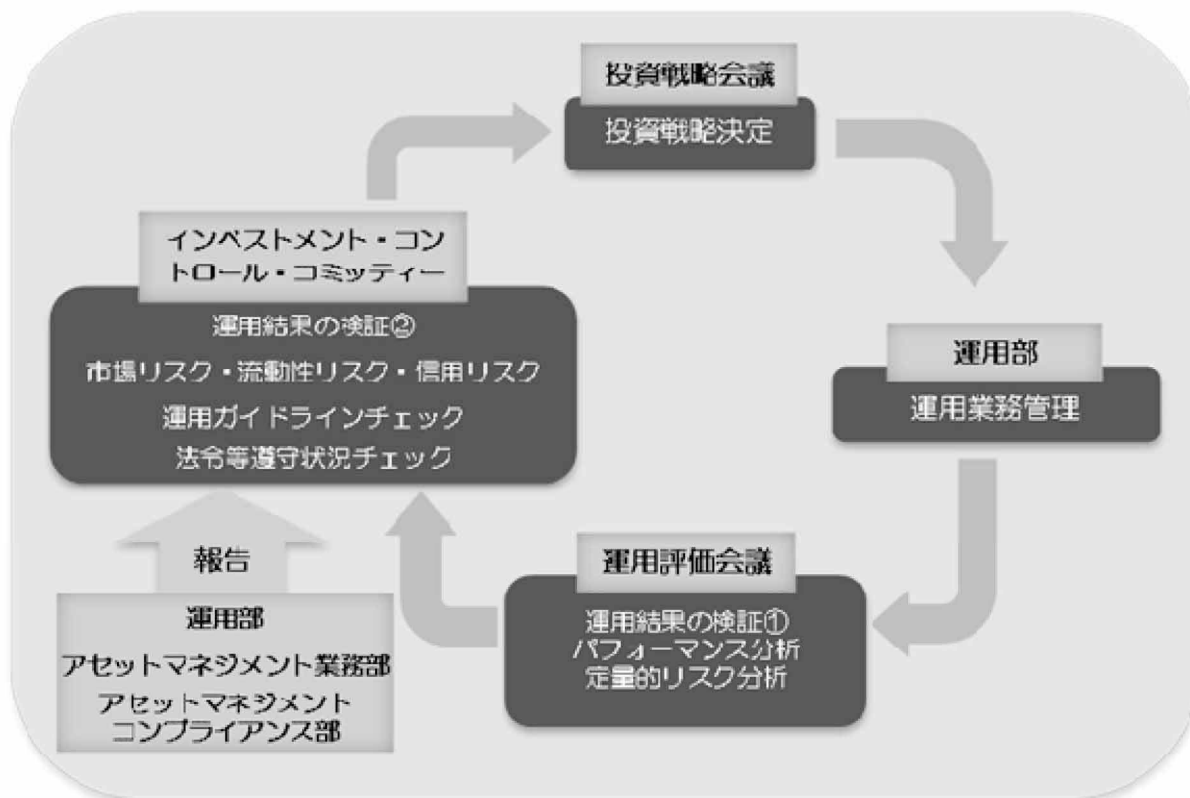 投資戦略会議
投資戦略決定
インベストメント・コン
トロール・コミッティー
運用結果の検証②
市場リスク・流動性リスク・信用リスク
運用ガイドラインチェック
法令等遵守状況チェック
運用部
運用業務管理
報告
運用部
アセットマネジメント業務部
アセットマネジメント
コンプライアンス部
運用評価会議
運用結果の検証①
パフォーマンス分析
定量的リスク分析